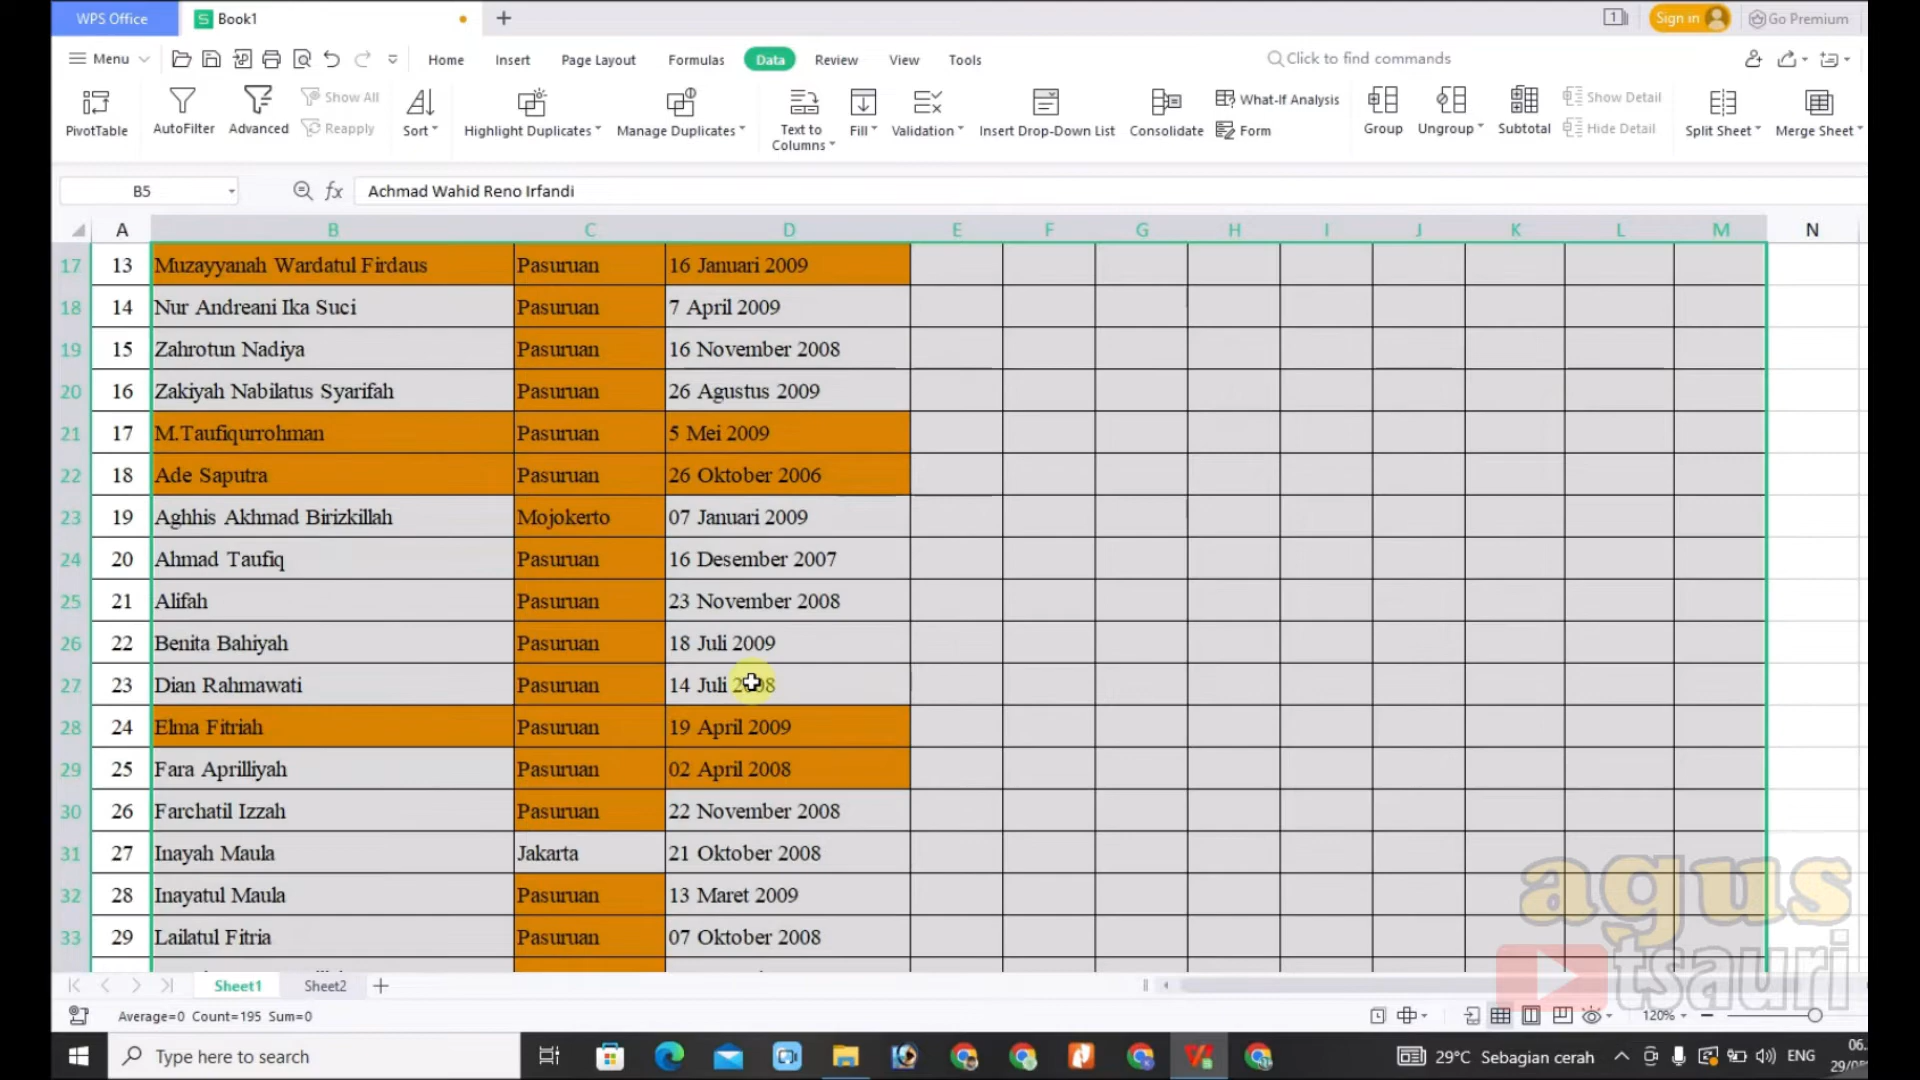 WPS Office
Book1
Sign in
Go Premium
Menu
Home Insert Page Layout Formulas Data Review View Tools
Click to find commands
PivotTable
AutoFilter
Advanced
Show All
Reapply
Sort
Highlight Duplicates
Manage Duplicates
Text to Columns
Fill
Validation
Insert Drop-Down List
Consolidate
What-If Analysis
Form
Group
Ungroup
Subtotal
Show Detail
Hide Detail
Split Sheet
Merge Sheet
B5
fx
Achmad Wahid Reno Irfandi
A B C D E F G H I J K L M N
17 13 Muzayyanah Wardatul Firdaus Pasuruan 16 Januari 2009
18 14 Nur Andreani Ika Suci Pasuruan 7 April 2009
19 15 Zahrotun Nadiya Pasuruan 16 November 2008
20 16 Zakiyah Nabilatus Syarifah Pasuruan 26 Agustus 2009
21 17 M.Taufiqurrohman Pasuruan 5 Mei 2009
22 18 Ade Saputra Pasuruan 26 Oktober 2006
23 19 Aghhis Akhmad Birizkillah Mojokerto 07 Januari 2009
24 20 Ahmad Taufiq Pasuruan 16 Desember 2007
25 21 Alifah Pasuruan 23 November 2008
26 22 Benita Bahiyah Pasuruan 18 Juli 2009
27 23 Dian Rahmawati Pasuruan 14 Juli 2008
28 24 Elma Fitriah Pasuruan 19 April 2009
29 25 Fara Aprilliyah Pasuruan 02 April 2008
30 26 Farchatil Izzah Pasuruan 22 November 2008
31 27 Inayah Maula Jakarta 21 Oktober 2008
32 28 Inayatul Maula Pasuruan 13 Maret 2009
33 29 Lailatul Fitria Pasuruan 07 Oktober 2008
agus
tsauri
Sheet1 Sheet2
Average=0 Count=195 Sum=0
120%
Type here to search
29°C Sebagian cerah
ENG
06.